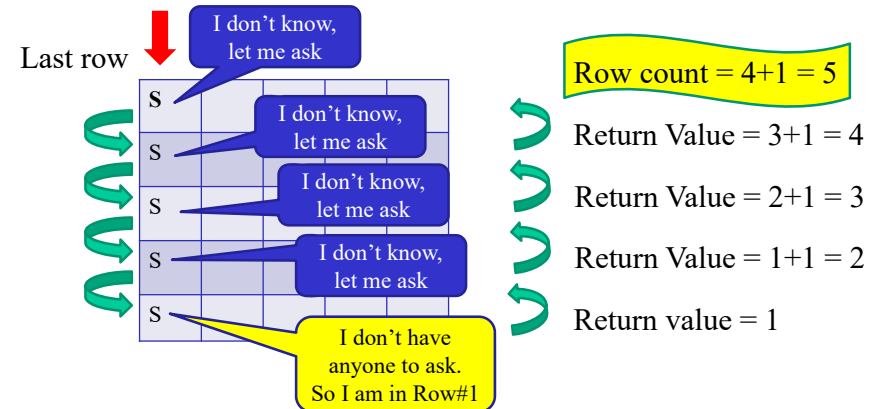 I don't know,
let me ask
Last row
Row count = 4+1 = 5
S
I don't know,
let me ask
Return Value = 3+1 = 4
S
I don't know,
let me ask
Return Value = 2+1 = 3
S
I don't know,
let me ask
Return Value = 1+1 = 2
S
Return value = 1
S
I don't have
anyone to ask.
So I am in Row#1